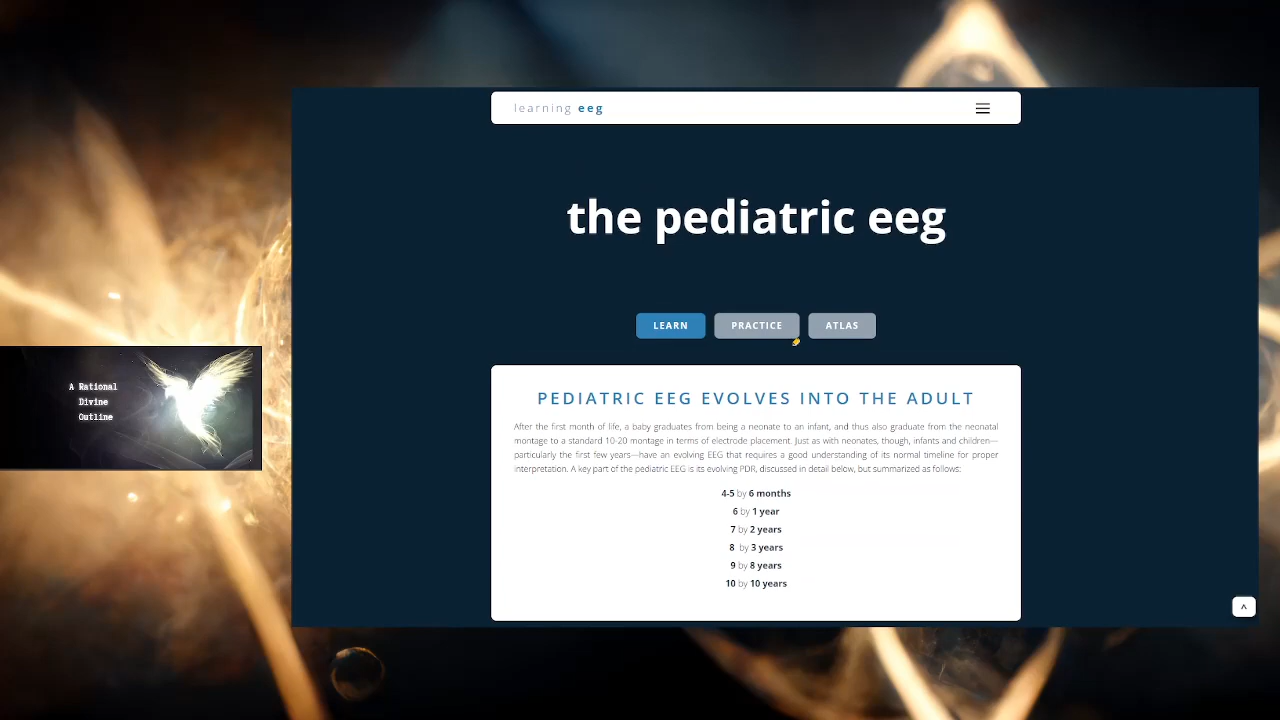 learning eeg
the pediatric eeg
LEARN PRACTICE ATLAS
A Rational
Divine
Outline
PEDIATRIC EEG EVOLVES INTO THE ADULT
After the first month of life, a baby graduates from being a neonate to an infant, and thus also graduate from the neonatal
montage to a standard 10-20 montage in terms of electrode placement. Just as with neonates, though, infants and children—
particularly the first few years—have an evolving EEG that requires a good understanding of its normal timeline for proper
interpretation. A key part of the pediatric EEG is its evolving PDR, discussed in detail below, but summarized as follows:
4-5 by 6 months
6 by 1 year
7 by 2 years
8 by 3 years
9 by 8 years
10 by 10 years
^